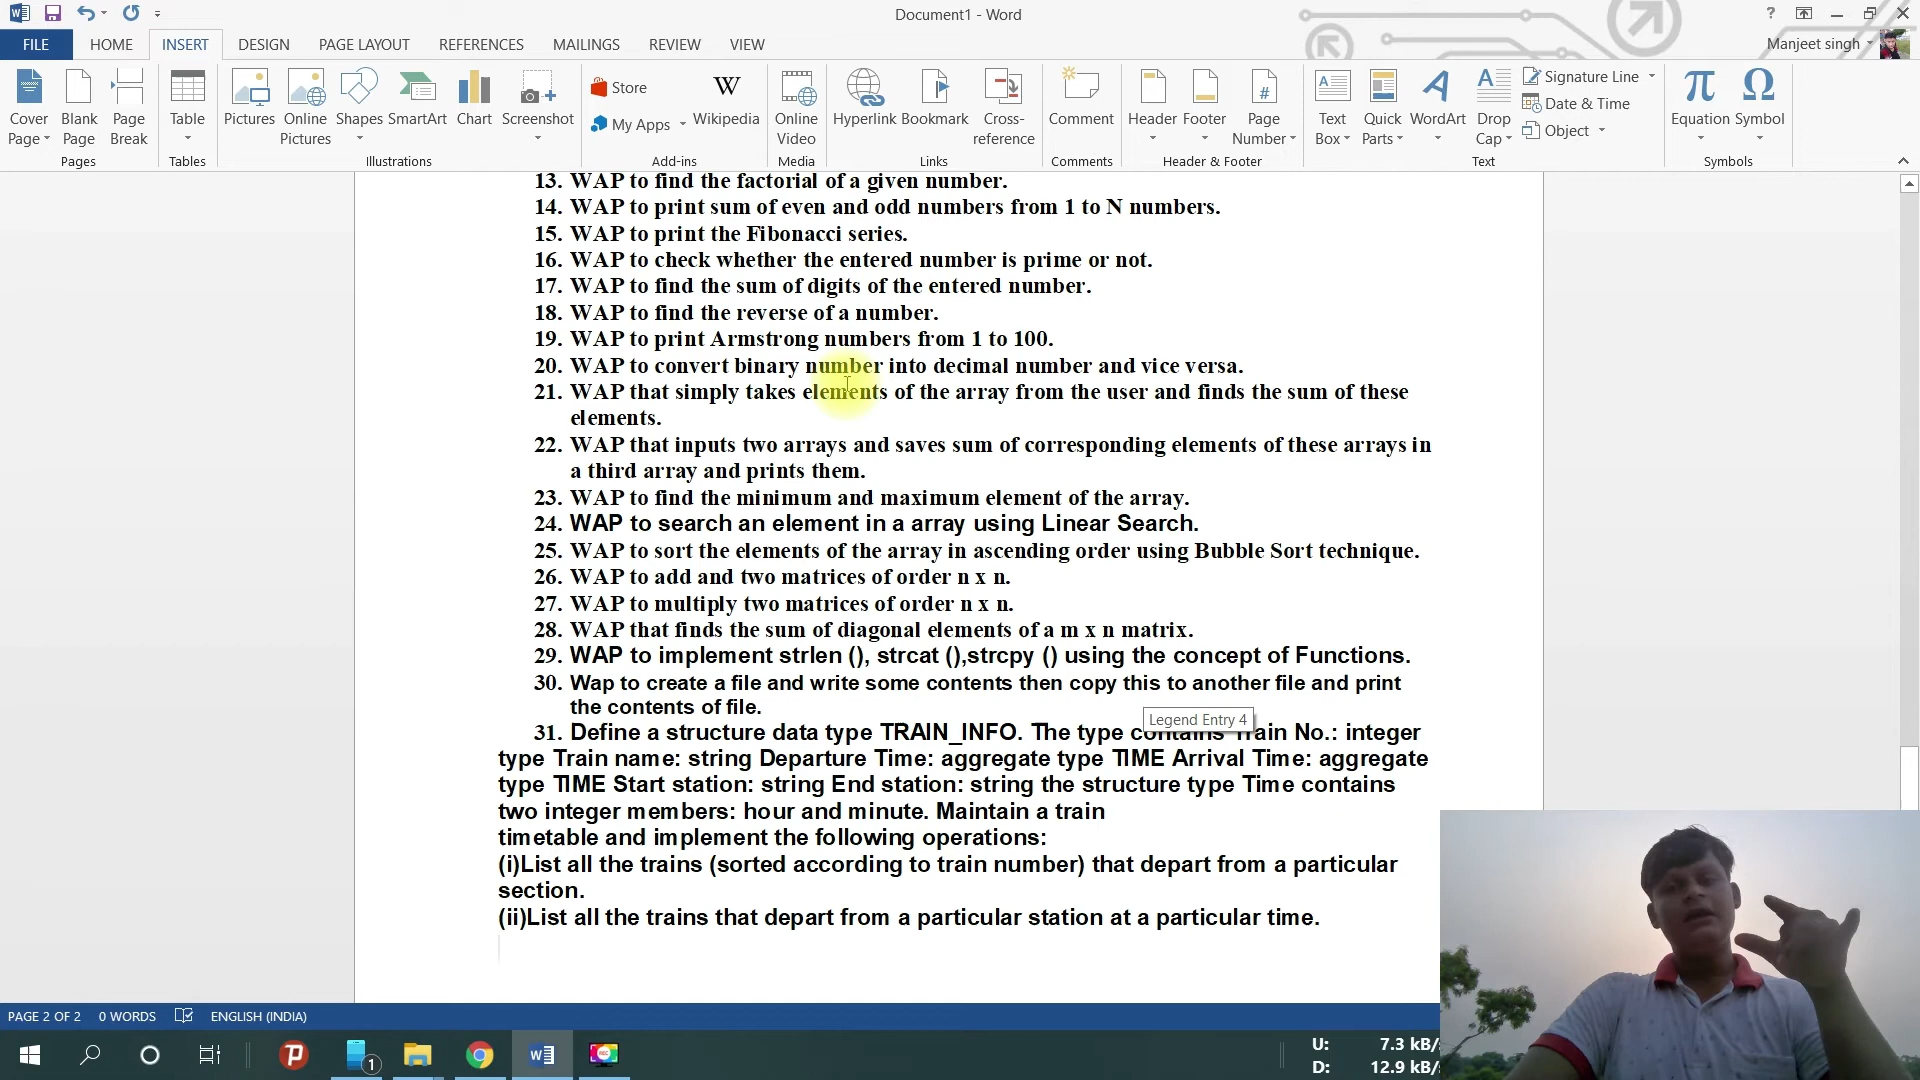 Document1 - Word
?
FILE HOME INSERT DESIGN PAGE LAYOUT REFERENCES MAILINGS REVIEW VIEW Manjeet singh
Cover Page Blank Page Page Break Table Pictures Online Pictures Shapes SmartArt Chart Screenshot Store My Apps Wikipedia Online Video Hyperlink Bookmark Cross-reference Comment Header Footer Page Number Text Box Quick Parts WordArt Drop Cap Signature Line Date & Time Object Equation Symbol
Pages Tables Illustrations Add-ins Media Links Comments Header & Footer Text Symbols
13. WAP to find the factorial of a given number.
14. WAP to print sum of even and odd numbers from 1 to N numbers.
15. WAP to print the Fibonacci series.
16. WAP to check whether the entered number is prime or not.
17. WAP to find the sum of digits of the entered number.
18. WAP to find the reverse of a number.
19. WAP to print Armstrong numbers from 1 to 100.
20. WAP to convert binary number into decimal number and vice versa.
21. WAP that simply takes elements of the array from the user and finds the sum of these
elements.
22. WAP that inputs two arrays and saves sum of corresponding elements of these arrays in
a third array and prints them.
23. WAP to find the minimum and maximum element of the array.
24. WAP to search an element in a array using Linear Search.
25. WAP to sort the elements of the array in ascending order using Bubble Sort technique.
26. WAP to add and two matrices of order n x n.
27. WAP to multiply two matrices of order n x n.
28. WAP that finds the sum of diagonal elements of a m x n matrix.
29. WAP to implement strlen (), strcat (),strcpy () using the concept of Functions.
30. Wap to create a file and write some contents then copy this to another file and print
the contents of file.
Legend Entry 4
31. Define a structure data type TRAIN_INFO. The type contains Train No.: integer
type Train name: string Departure Time: aggregate type TIME Arrival Time: aggregate
type TIME Start station: string End station: string the structure type Time contains
two integer members: hour and minute. Maintain a train
timetable and implement the following operations:
(i)List all the trains (sorted according to train number) that depart from a particular
section.
(ii)List all the trains that depart from a particular station at a particular time.
PAGE 2 OF 2 0 WORDS ENGLISH (INDIA)
1
U: 7.3 kB/
D: 12.9 kB/